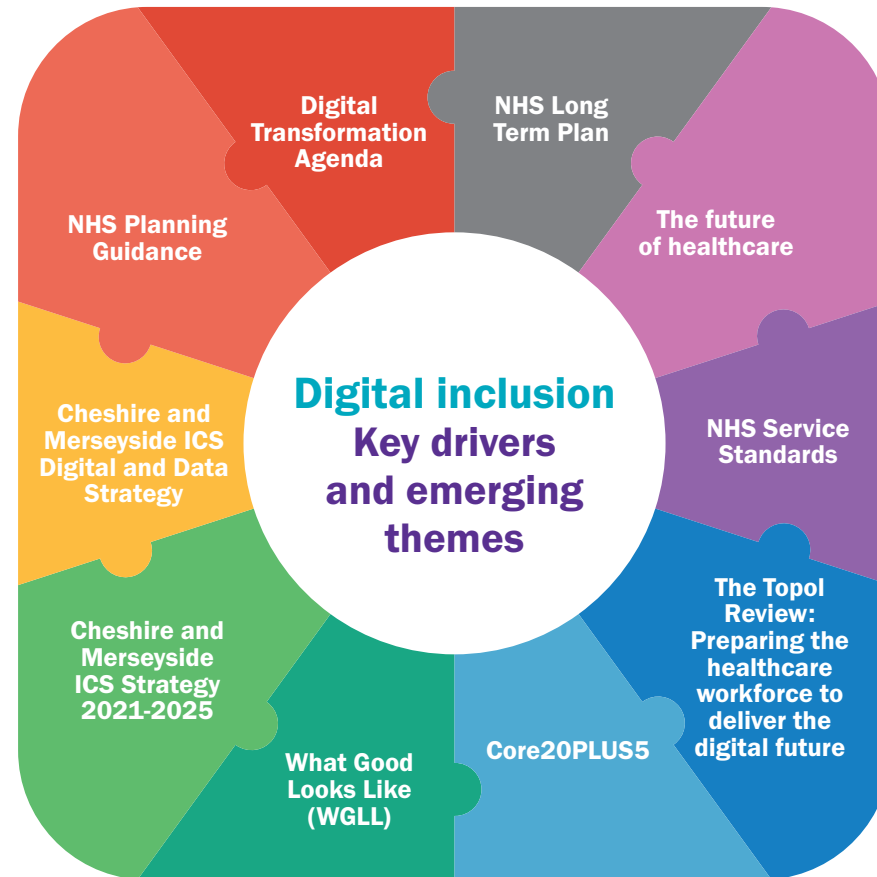 Digital
Transformation
Agenda
NHS Long
Term Plan
The future
of healthcare
NHS Service
Standards
The Topol
Review:
Preparing the
healthcare
workforce to
deliver the
digital future
Core20PLUS5
What Good
Looks Like
(WGLL)
Cheshire and
Merseyside
ICS Strategy
2021-2025
Cheshire and
Merseyside ICS
Digital and Data
Strategy
NHS Planning
Guidance
Digital inclusion
Key drivers
and emerging
themes